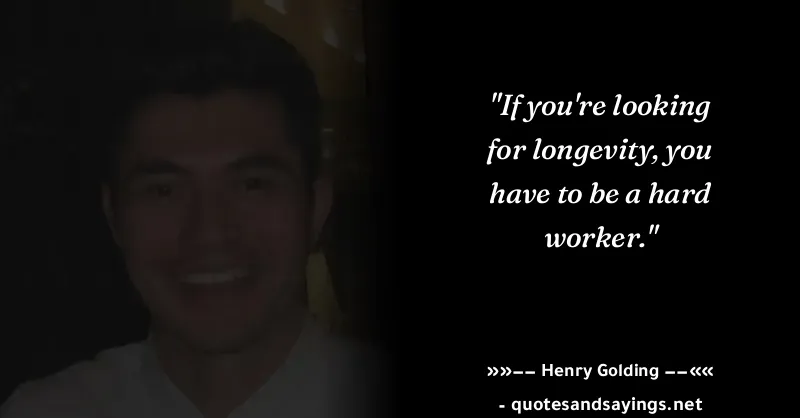 "If you're looking
for longevity, you
have to be a hard
worker."
»»−− Henry Golding −−««
- quotesandsayings.net